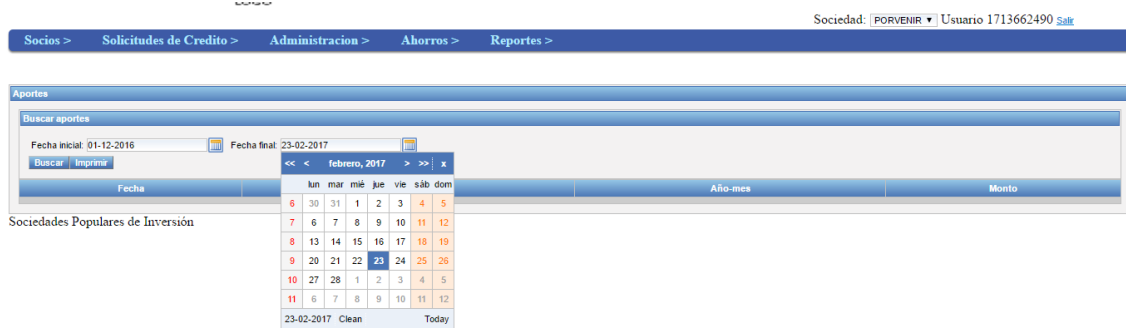 Sociedad: PORVENIR Usuario 1713662490 Salir
Socios > Solicitudes de Credito > Administracion > Ahorros > Reportes >
Aportes
Buscar aportes
Fecha inicial: 01-12-2016 Fecha final: 23-02-2017
Buscar Imprimir
<< < febrero, 2017 > >> x
Fecha Año-mes Monto
lun mar mié jue vie sáb dom
6 30 31 1 2 3 4 5
7 6 7 8 9 10 11 12
8 13 14 15 16 17 18 19
9 20 21 22 23 24 25 26
10 27 28 1 2 3 4 5
11 6 7 8 9 10 11 12
23-02-2017 Clean Today
Sociedades Populares de Inversión